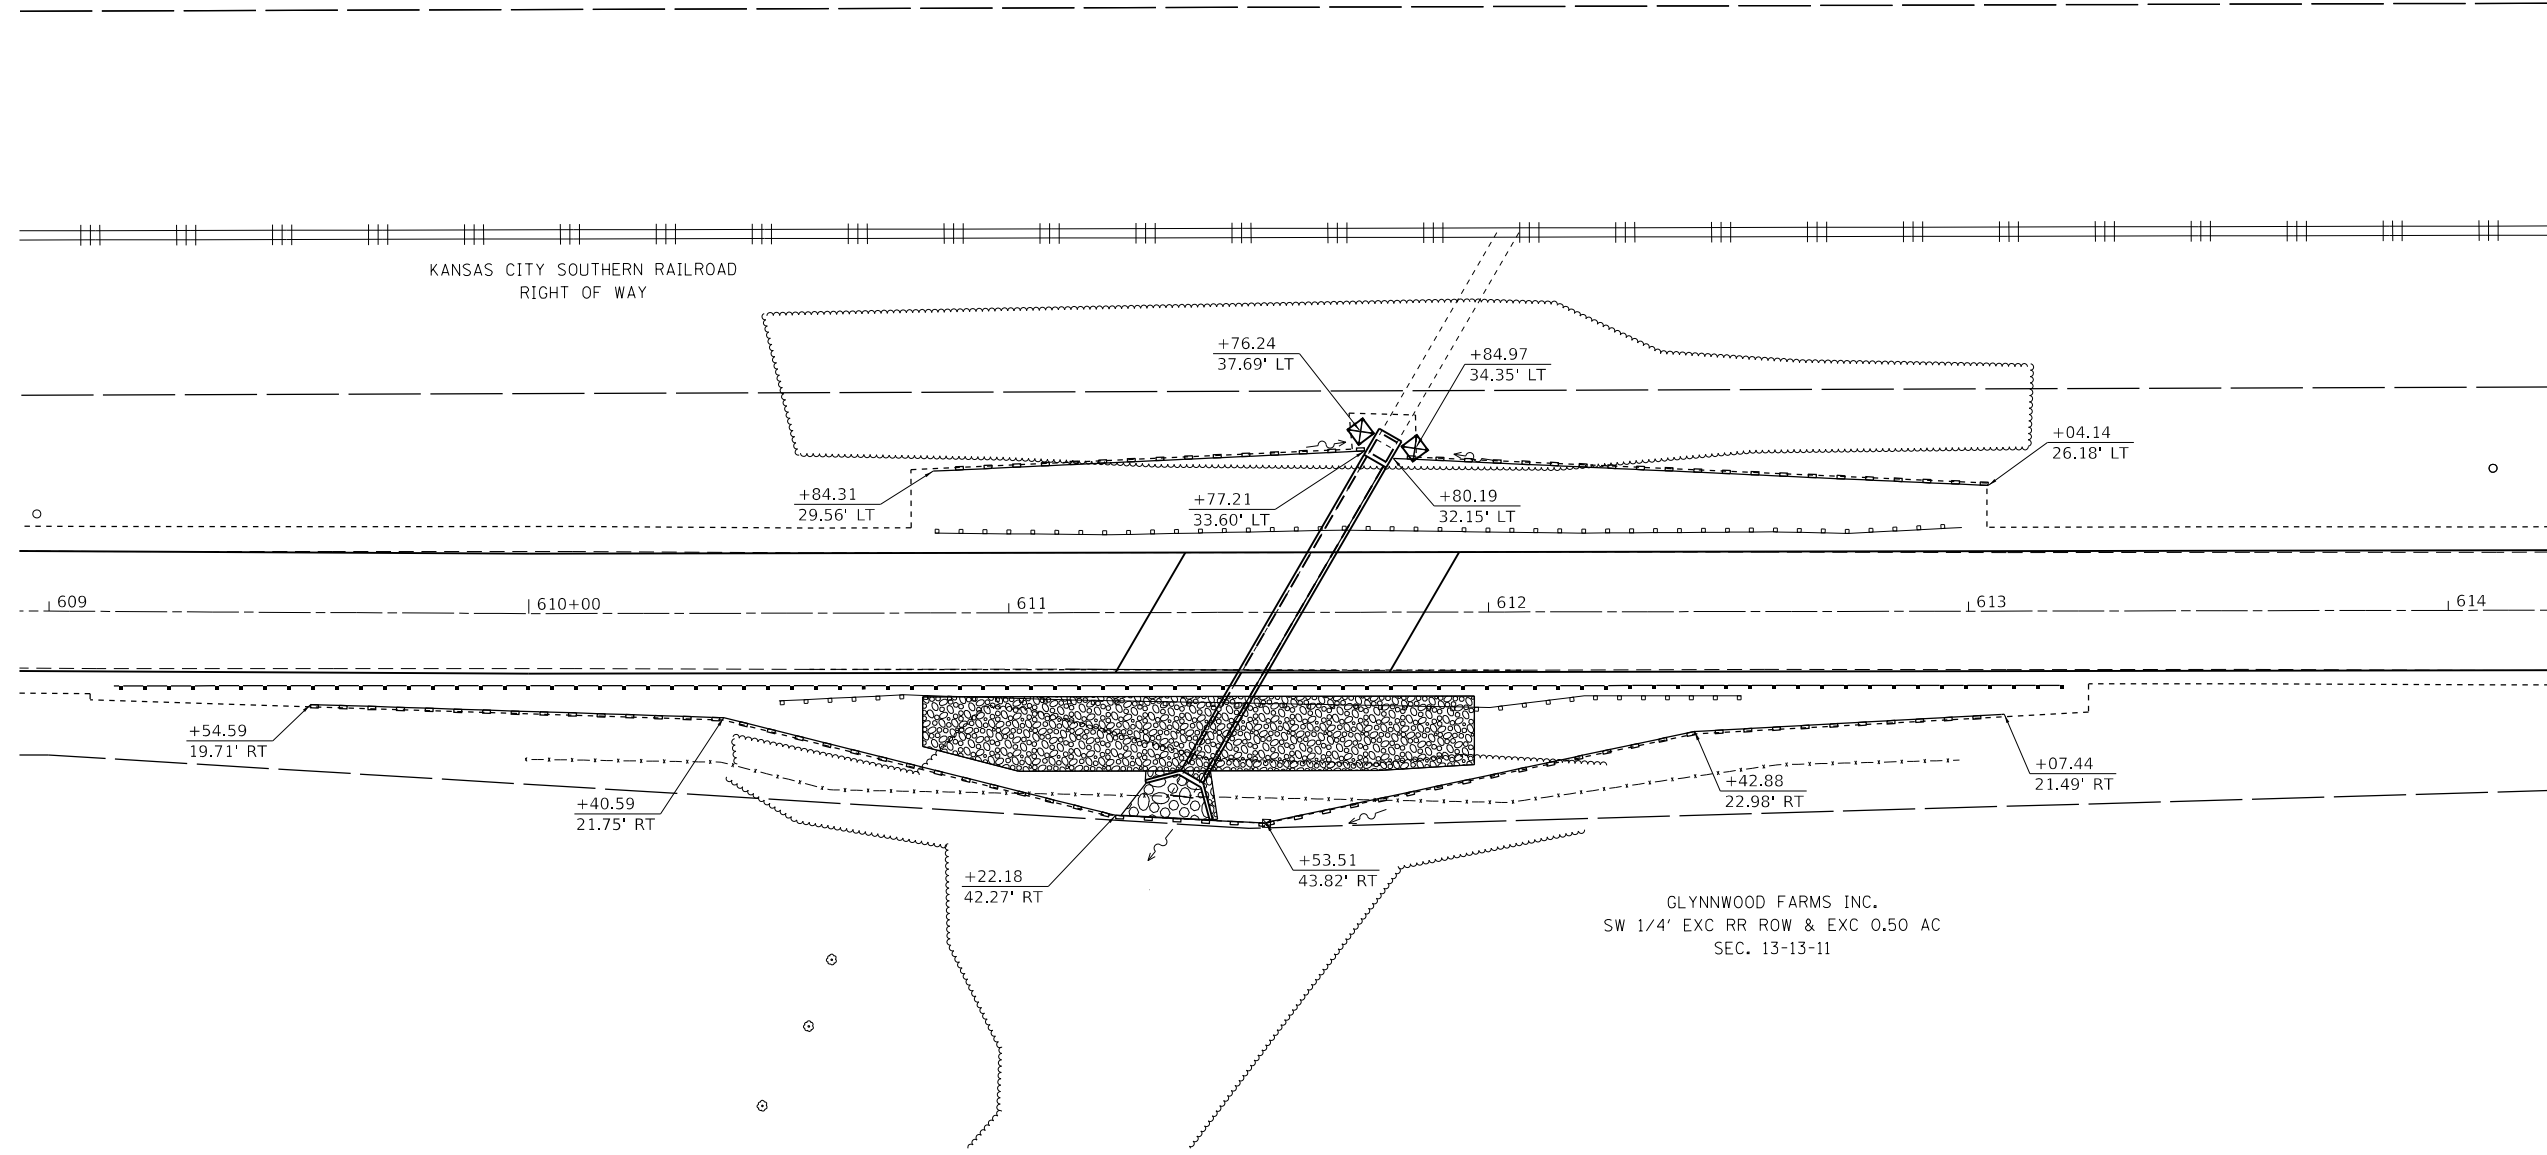 KANSAS CITY SOUTHERN RAILROAD
RIGHT OF WAY
+76.24
37.69' LT
+84.97
34.35' LT
+04.14
26.18' LT
+84.31
29.56' LT
+77.21
33.60' LT
+80.19
32.15' LT
609
610+00
611
612
613
614
+54.59
19.71' RT
+40.59
21.75' RT
+22.18
42.27' RT
+53.51
43.82' RT
+42.88
22.98' RT
+07.44
21.49' RT
GLYNNWOOD FARMS INC.
SW 1/4' EXC RR ROW & EXC 0.50 AC
SEC. 13-13-11